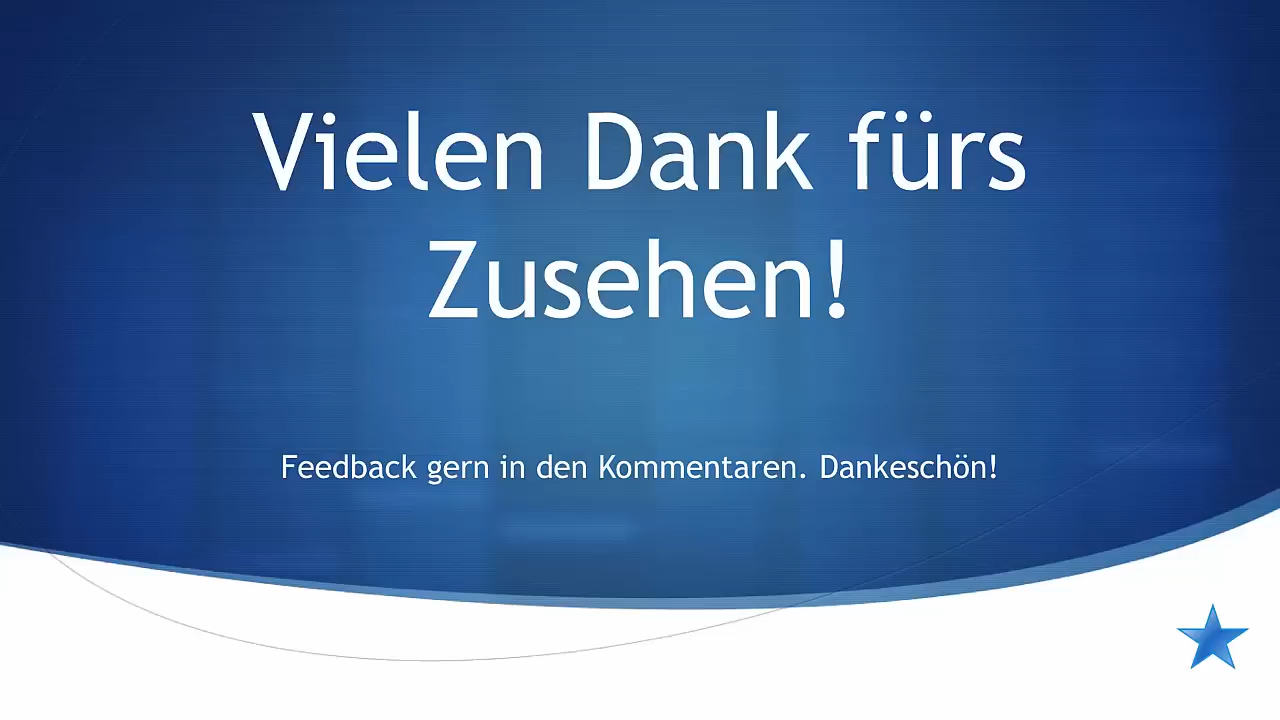 Vielen Dank fürs
Zusehen!
Feedback gern in den Kommentaren. Dankeschön!